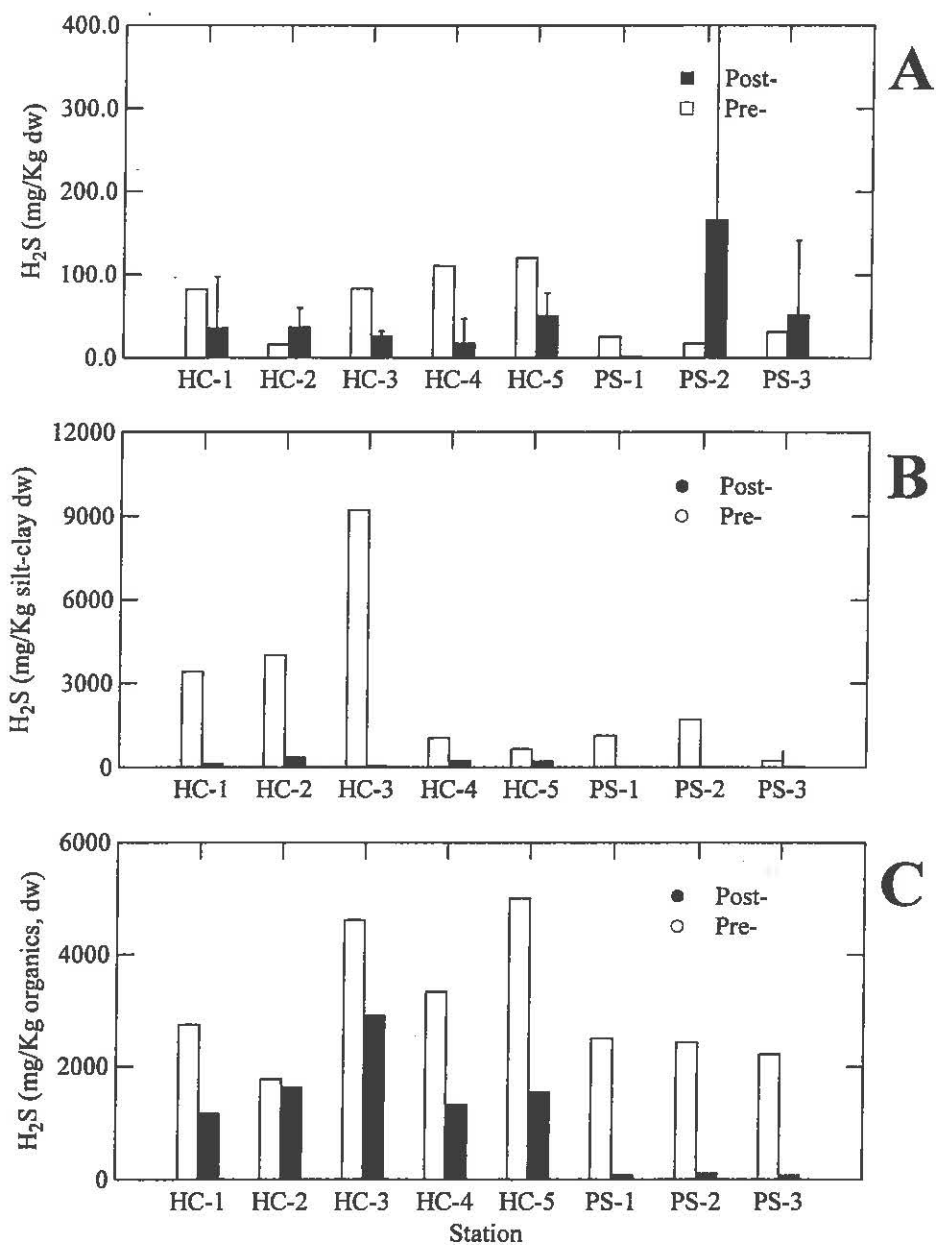 400.0
A
Post-
Pre-
300.0
200.0
100.0
0.0
H₂S (mg/Kg dw)
HC-1 HC-2 HC-3 HC-4 HC-5 PS-1 PS-2 PS-3
12000
B
Post-
Pre-
9000
6000
3000
0
H₂S (mg/Kg silt-clay dw)
HC-1 HC-2 HC-3 HC-4 HC-5 PS-1 PS-2 PS-3
6000
C
Post-
Pre-
4000
2000
0
H₂S (mg/Kg organics, dw)
HC-1 HC-2 HC-3 HC-4 HC-5 PS-1 PS-2 PS-3
Station